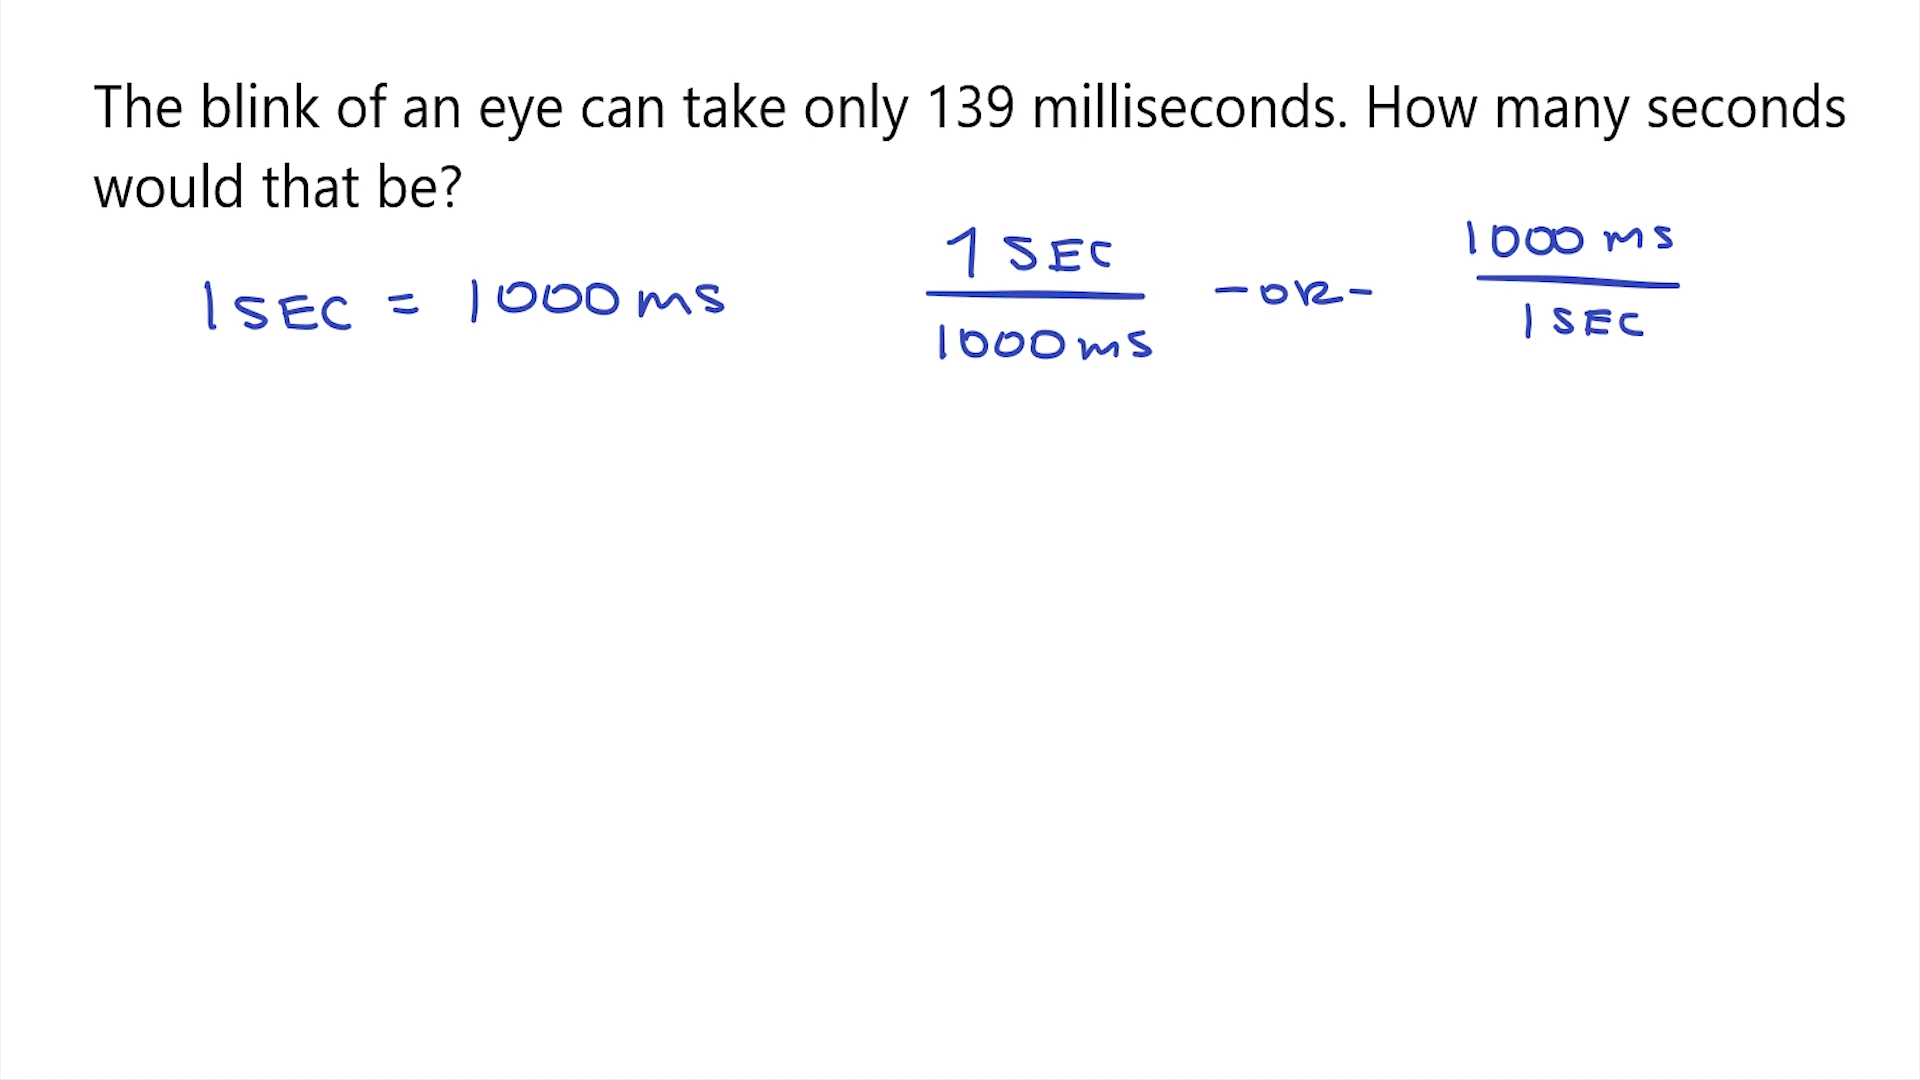 The blink of an eye can take only 139 milliseconds. How many seconds
would that be?
1 SEC = 1000 ms
1 SEC
1000 ms
-OR-
1000 ms
1 SEC